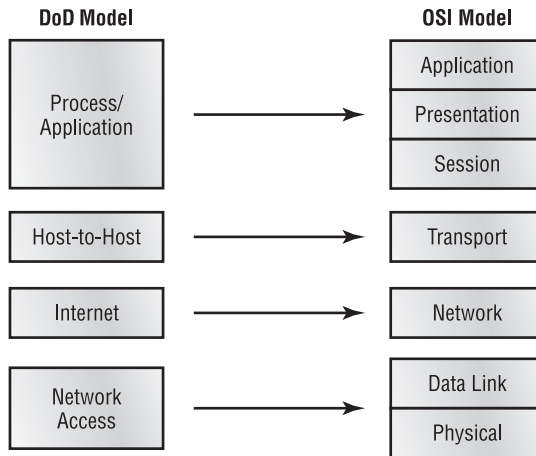 DoD Model
OSI Model
Process/
Application
Application
Presentation
Session
Host-to-Host
Transport
Internet
Network
Network
Access
Data Link
Physical